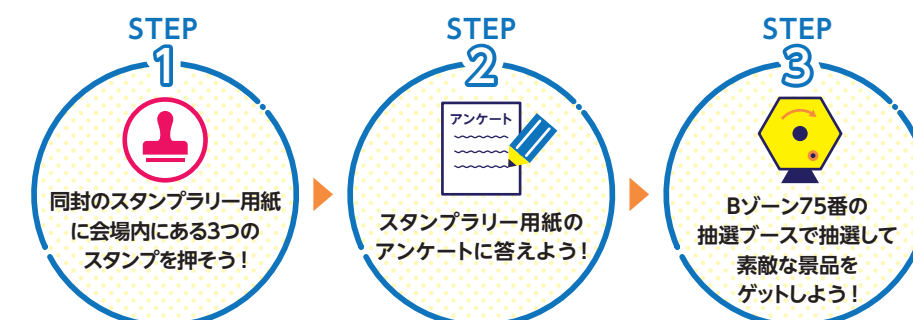 STEP
1
同封のスタンプラリー用紙
に会場内にある3つの
スタンプを押そう！
STEP
2
アンケート
スタンプラリー用紙の
アンケートに答えよう！
STEP
3
Bゾーン75番の
抽選ブースで抽選して
素敵な景品を
ゲットしよう！